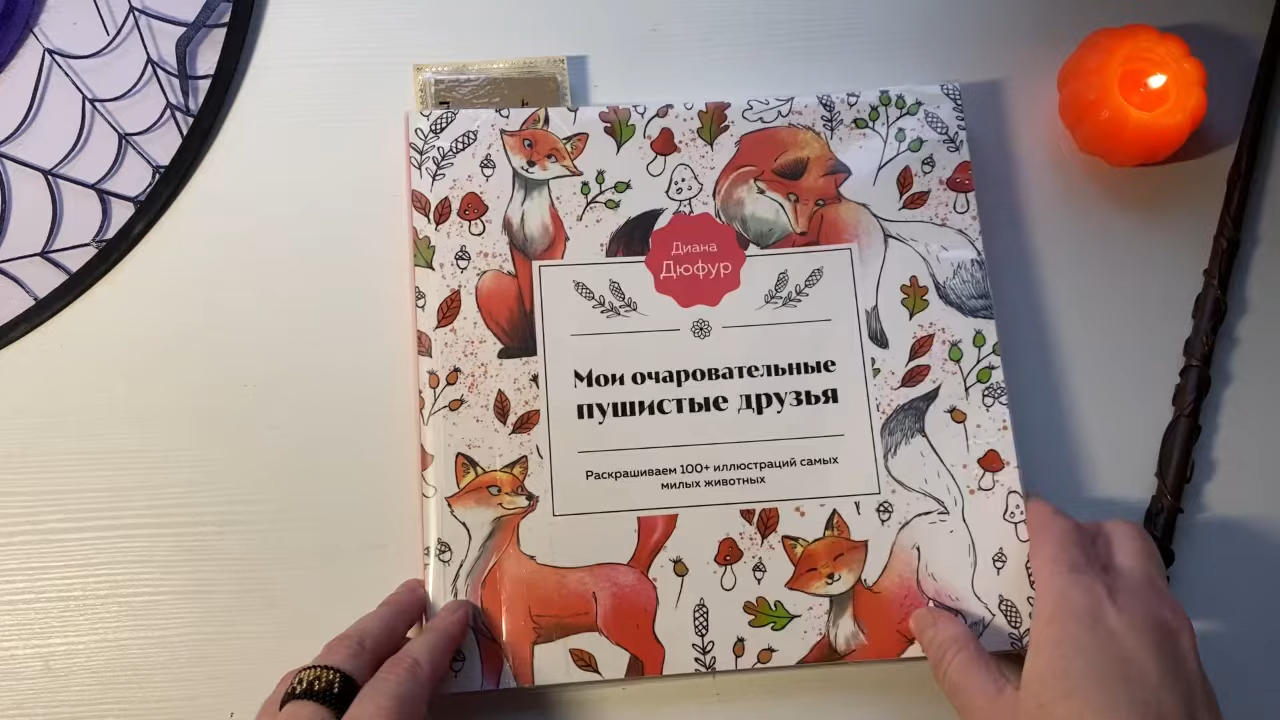 Диана
Дюфур
Мои очаровательные
пушистые друзья
Раскрашиваем 100+ иллюстраций самых
милых животных